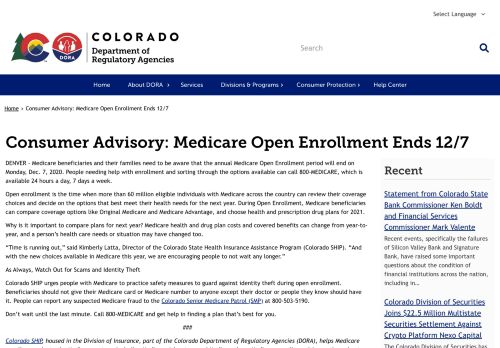 Select Language
COLORADO
Department of
Regulatory Agencies
DORA
Search
Home
About DORA
Services
Divisions & Programs
Consumer Protection
Help Center
Home > Consumer Advisory: Medicare Open Enrollment Ends 12/7
Consumer Advisory: Medicare Open Enrollment Ends 12/7
DENVER - Medicare beneficiaries and their families need to be aware that the annual Medicare Open Enrollment period will end on
Monday, Dec. 7, 2020. People needing help with enrollment and sorting through the options available can call 800-MEDICARE, which is
available 24 hours a day, 7 days a week.
Open enrollment is the time when more than 60 million eligible individuals with Medicare across the country can review their coverage
choices and decide on the options that best meet their health needs for the next year. During Open Enrollment, Medicare beneficiaries
can compare coverage options like Original Medicare and Medicare Advantage, and choose health and prescription drug plans for 2021.
Why is it important to compare plans for next year? Medicare health and drug plan costs and covered benefits can change from year-to-
year, and a person's health care needs or situation may have changed too.
“Time is running out,” said Kimberly Latta, Director of the Colorado State Health Insurance Assistance Program (Colorado SHIP). “And
with the new choices available in Medicare this year, we are encouraging people to not wait any longer.”
As Always, Watch Out for Scams and Identity Theft
Colorado SHIP urges people with Medicare to practice safety measures to guard against identity theft during open enrollment.
Beneficiaries should not give their Medicare card or Medicare number to anyone except their doctor or people they know should have
it. People can report any suspected Medicare fraud to the Colorado Senior Medicare Patrol (SMP) at 800-503-5190.
Don't wait until the last minute. Call 800-MEDICARE and get help in finding a plan that's best for you.
###
Colorado SHIP, housed in the Division of Insurance, part of the Colorado Department of Regulatory Agencies (DORA), helps Medicare
Recent
Statement from Colorado State
Bank Commissioner Ken Boldt
and Financial Services
Commissioner Mark Valente
Recent events, specifically the failures
of Silicon Valley Bank and Signature
Bank, have raised some important
questions about the condition of
financial institutions across the nation,
including in...
Colorado Division of Securities
Joins $22.5 Million Multistate
Securities Settlement Against
Crypto Platform Nexo Capital
The Colorado Division of Securities has